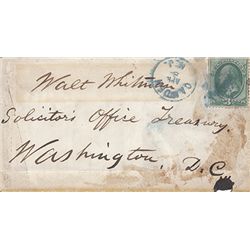 Walt Whitman
Solicitor's Office Treasury.
Washington, D.C.